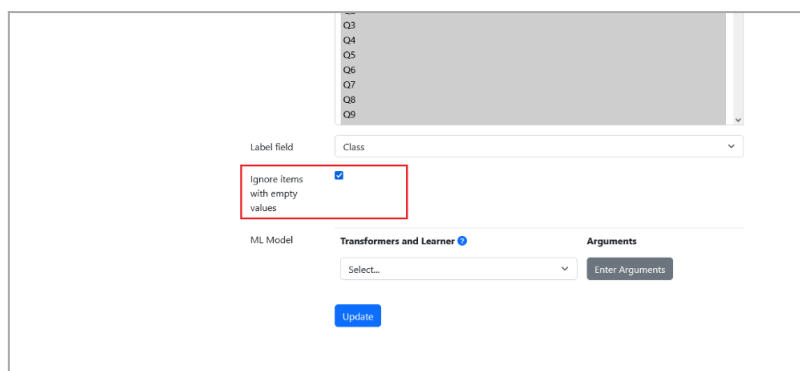 Q3
Q4
Q5
Q6
Q7
Q8
Q9
Label field
Class
Ignore items
with empty
values
ML Model
Transformers and Learner ?
Arguments
Select...
Enter Arguments
Update